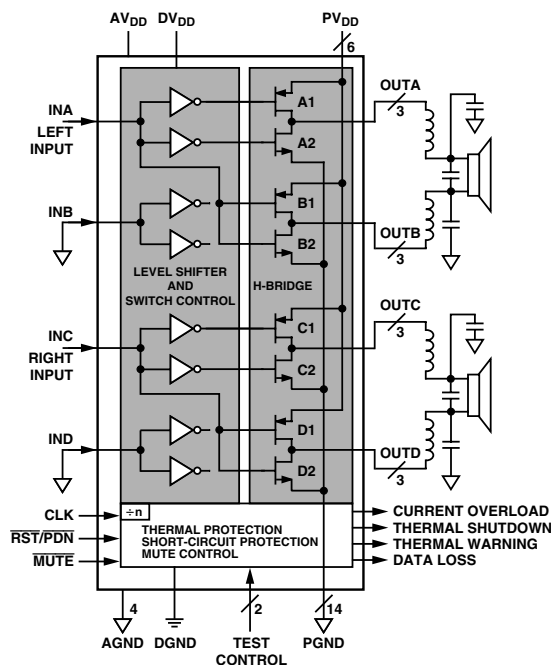 AVDD DVDD PVDD
6
INA
LEFT
INPUT
A1
A2
OUTA
3
INB
B1
B2
OUTB
3
LEVEL SHIFTER
AND
SWITCH CONTROL
H-BRIDGE
INC
RIGHT
INPUT
C1
C2
OUTC
3
IND
D1
D2
OUTD
3
CLK
RST/PDN
MUTE
÷n
THERMAL PROTECTION
SHORT-CIRCUIT PROTECTION
MUTE CONTROL
CURRENT OVERLOAD
THERMAL SHUTDOWN
THERMAL WARNING
DATA LOSS
4
2
14
AGND
DGND
TEST
CONTROL
PGND